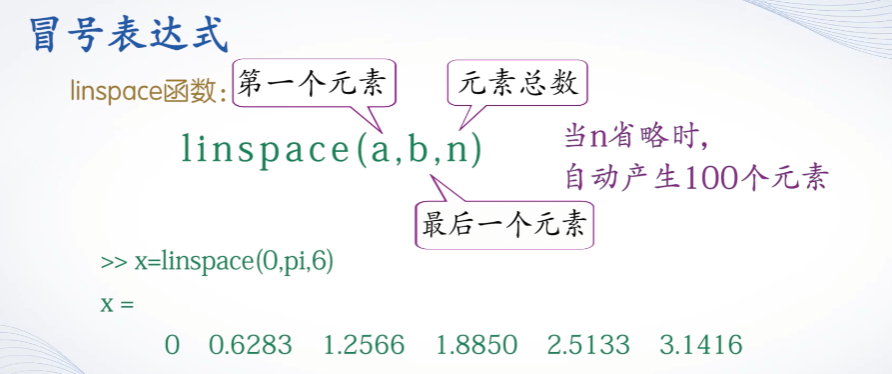 冒号表达式
linspace函数:
第一个元素
元素总数
linspace(a,b,n)
当n省略时，
自动产生100个元素
最后一个元素
>> x=linspace(0,pi,6)
x =
0 0.6283 1.2566 1.8850 2.5133 3.1416